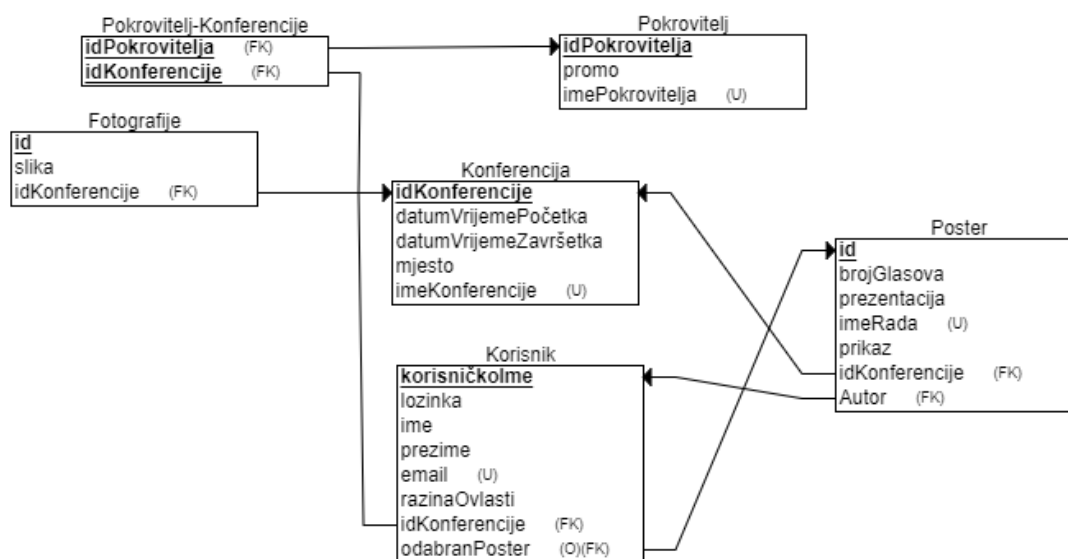 Pokrovitelj-Konferencije
idPokrovitelja (FK)
idKonferencije (FK)
Pokrovitelj
idPokrovitelja
promo
imePokrovitelja (U)
Fotografije
id
slika
idKonferencije (FK)
Konferencija
idKonferencije
datumVrijemePočetka
datumVrijemeZavršetka
mjesto
imeKonferencije (U)
Poster
id
brojGlasova
prezentacija
imeRada (U)
prikaz
idKonferencije (FK)
Autor (FK)
Korisnik
korisničkoIme
lozinka
ime
prezime
email (U)
razinaOvlasti
idKonferencije (FK)
odabranPoster (O)(FK)